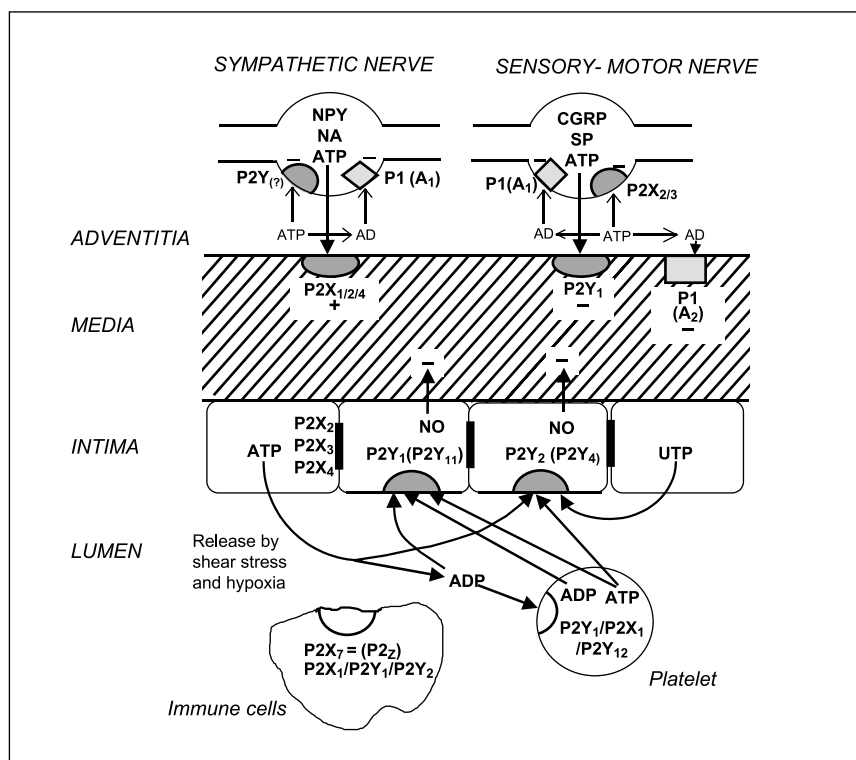 SYMPATHETIC NERVE
SENSORY- MOTOR NERVE
NPY
NA
ATP
CGRP
SP
ATP
–
–
–
–
P2Y(?)
P1 (A1)
P1(A1)
P2X2/3
ATP
AD
AD
ATP
AD
ADVENTITIA
P2X1/2/4
+
P2Y1
–
P1
(A2)
–
MEDIA
–
–
INTIMA
ATP
P2X2
P2X3
P2X4
NO
P2Y1(P2Y11)
NO
P2Y2 (P2Y4)
UTP
LUMEN
Release by
shear stress
and hypoxia
ADP
ADP
ATP
P2Y1/P2X1
/P2Y12
Platelet
P2X7 = (P2Z)
P2X1/P2Y1/P2Y2
Immune cells